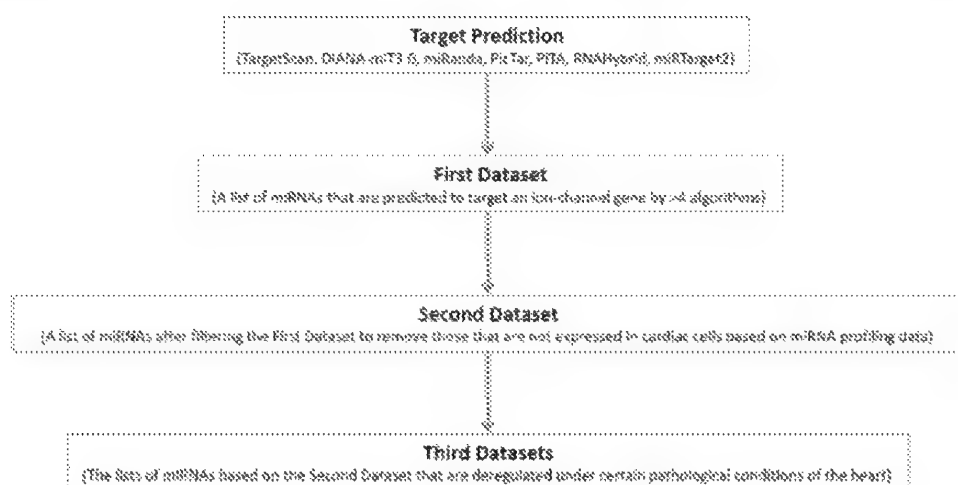 Target Prediction
(TargetScan, DIANA-miT3.0, miRanda, PicTar, PITA, RNAHybrid, miRTarget2)
First Dataset
(A list of miRNAs that are predicted to target an ion-channel gene by >4 algorithms)
Second Dataset
(A list of miRNAs after filtering the First Dataset to remove those that are not expressed in cardiac cells based on miRNA profiling data)
Third Datasets
(The lists of miRNAs based on the Second Dataset that are deregulated under certain pathological conditions of the heart)